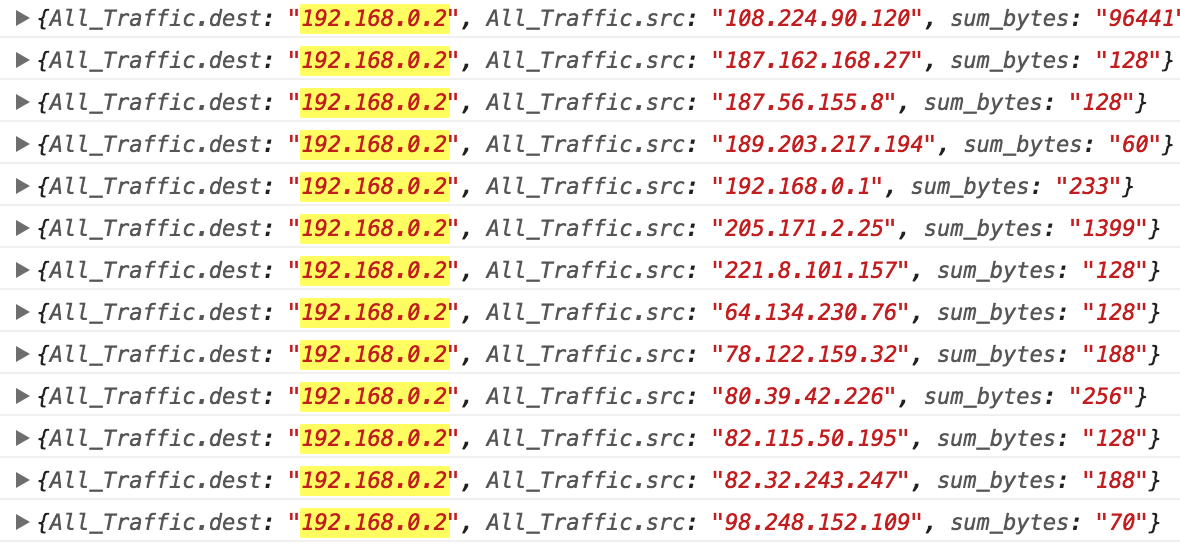 {All_Traffic.dest: "192.168.0.2", All_Traffic.src: "108.224.90.120", sum_bytes: "96441"
{All_Traffic.dest: "192.168.0.2", All_Traffic.src: "187.162.168.27", sum_bytes: "128"}
{All_Traffic.dest: "192.168.0.2", All_Traffic.src: "187.56.155.8", sum_bytes: "128"}
{All_Traffic.dest: "192.168.0.2", All_Traffic.src: "189.203.217.194", sum_bytes: "60"}
{All_Traffic.dest: "192.168.0.2", All_Traffic.src: "192.168.0.1", sum_bytes: "233"}
{All_Traffic.dest: "192.168.0.2", All_Traffic.src: "205.171.2.25", sum_bytes: "1399"}
{All_Traffic.dest: "192.168.0.2", All_Traffic.src: "221.8.101.157", sum_bytes: "128"}
{All_Traffic.dest: "192.168.0.2", All_Traffic.src: "64.134.230.76", sum_bytes: "128"}
{All_Traffic.dest: "192.168.0.2", All_Traffic.src: "78.122.159.32", sum_bytes: "188"}
{All_Traffic.dest: "192.168.0.2", All_Traffic.src: "80.39.42.226", sum_bytes: "256"}
{All_Traffic.dest: "192.168.0.2", All_Traffic.src: "82.115.50.195", sum_bytes: "128"}
{All_Traffic.dest: "192.168.0.2", All_Traffic.src: "82.32.243.247", sum_bytes: "188"}
{All_Traffic.dest: "192.168.0.2", All_Traffic.src: "98.248.152.109", sum_bytes: "70"}